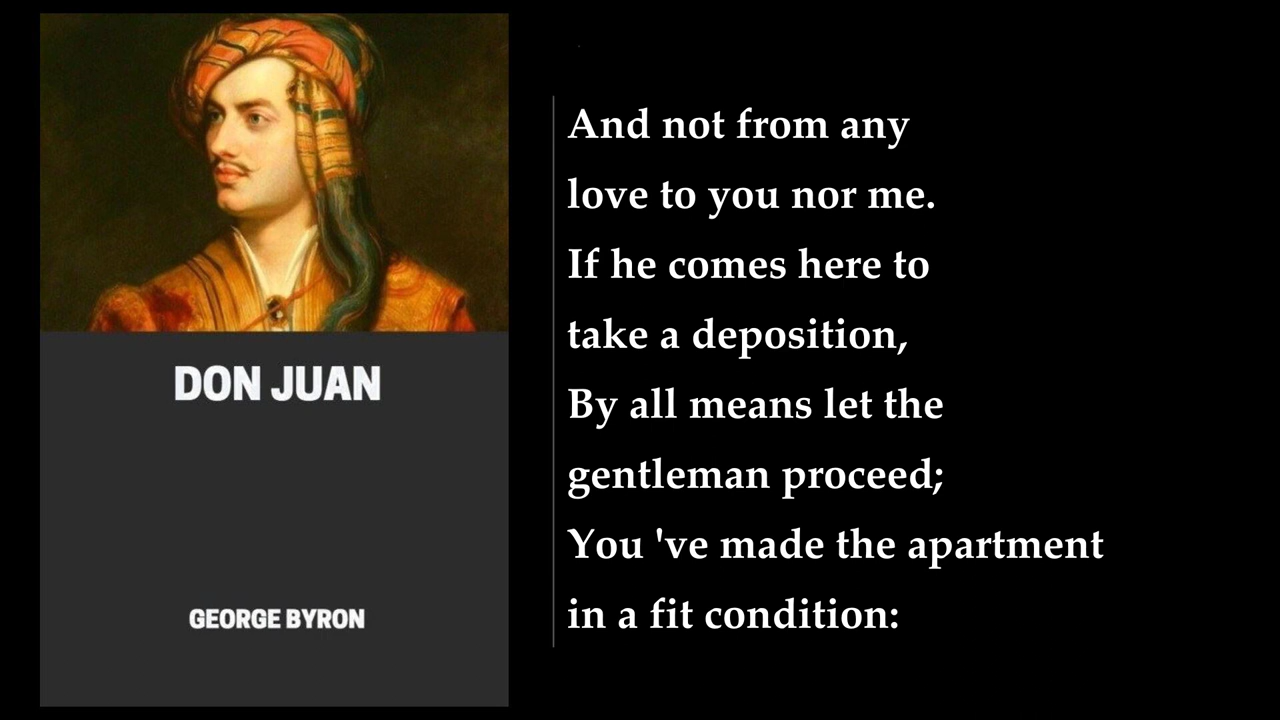 DON JUAN
GEORGE BYRON
And not from any
love to you nor me.
If he comes here to
take a deposition,
By all means let the
gentleman proceed;
You 've made the apartment
in a fit condition: